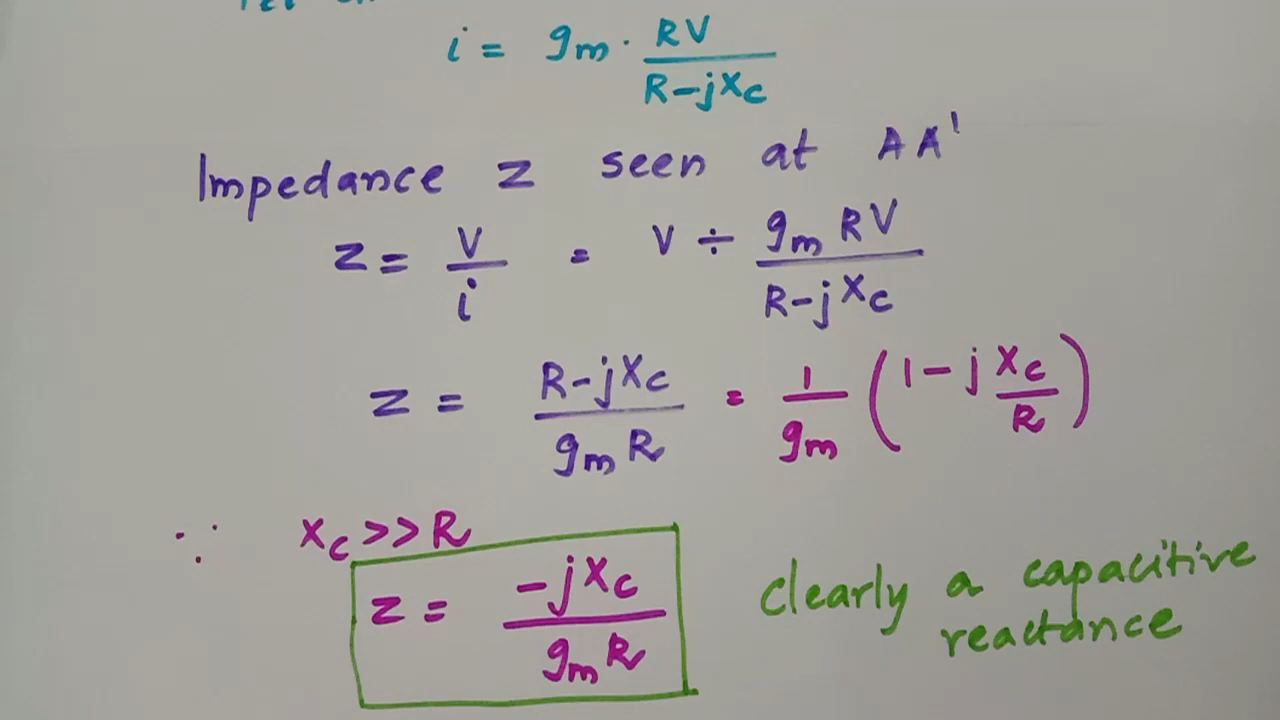 i = gm · RV / R-jXc
Impedance Z seen at AA'
Z = V / i = V ÷ gm RV / R-jXc
Z = R-jXc / gm R = 1 / gm (1 - j Xc / R)
∵ Xc >> R
Z = -jXc / gm R clearly a capacitive
reactance